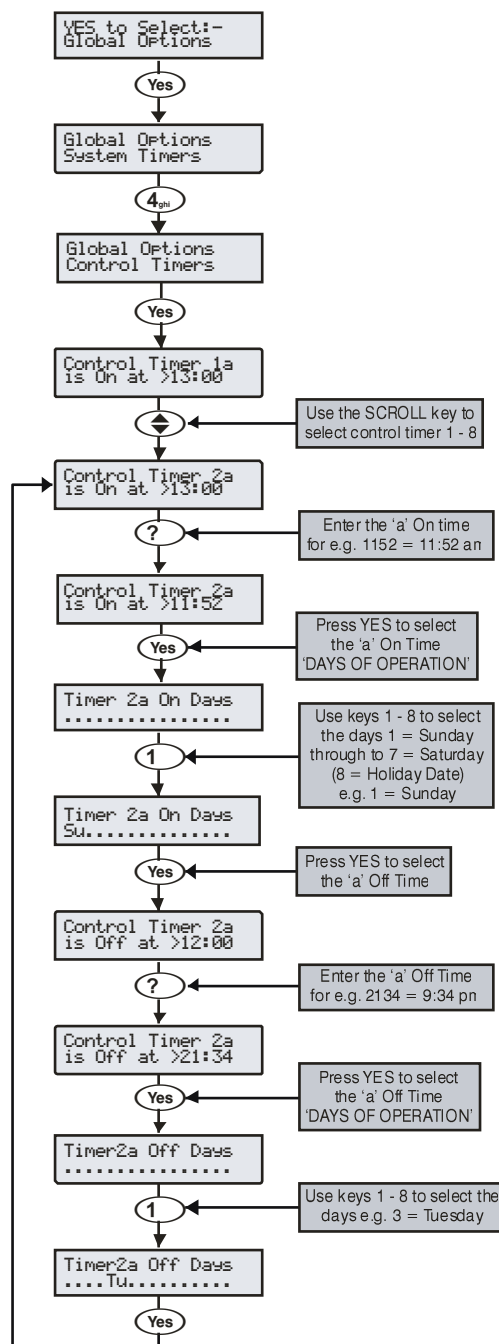 YES to Select:-
Global Options
Yes
Global Options
System Timers
4ghi
Global Options
Control Timers
Yes
Control Timer 1a
is On at >13:00
Use the SCROLL key to
select control timer 1 - 8
Control Timer 2a
is On at >13:00
?
Enter the ‘a’ On time
for e.g. 1152 = 11:52 am
Control Timer 2a
is On at >11:52
Yes
Press YES to select
the ‘a’ On Time
‘DAYS OF OPERATION’
Timer 2a On Days
................
1
Use keys 1 - 8 to select
the days 1 = Sunday
through to 7 = Saturday
(8 = Holiday Date)
e.g. 1 = Sunday
Timer 2a On Days
Su..............
Yes
Press YES to select
the ‘a’ Off Time
Control Timer 2a
is Off at >12:00
?
Enter the ‘a’ Off Time
for e.g. 2134 = 9:34 pm
Control Timer 2a
is Off at >21:34
Yes
Press YES to select
the ‘a’ Off Time
‘DAYS OF OPERATION’
Timer2a Off Days
................
1
Use keys 1 - 8 to select the
days e.g. 3 = Tuesday
Timer2a Off Days
....Tu..........
Yes